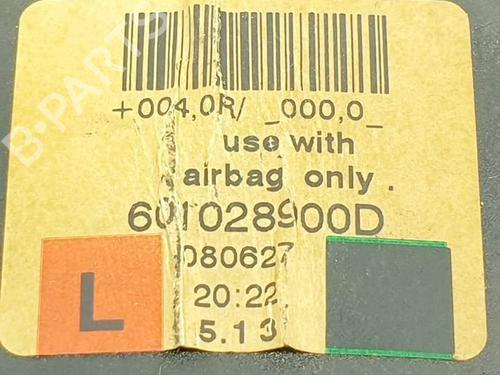 +004,0R/ _000,0_
use with
airbag only.
601028900D
080627
20:22
5.13
L
B-PARTS